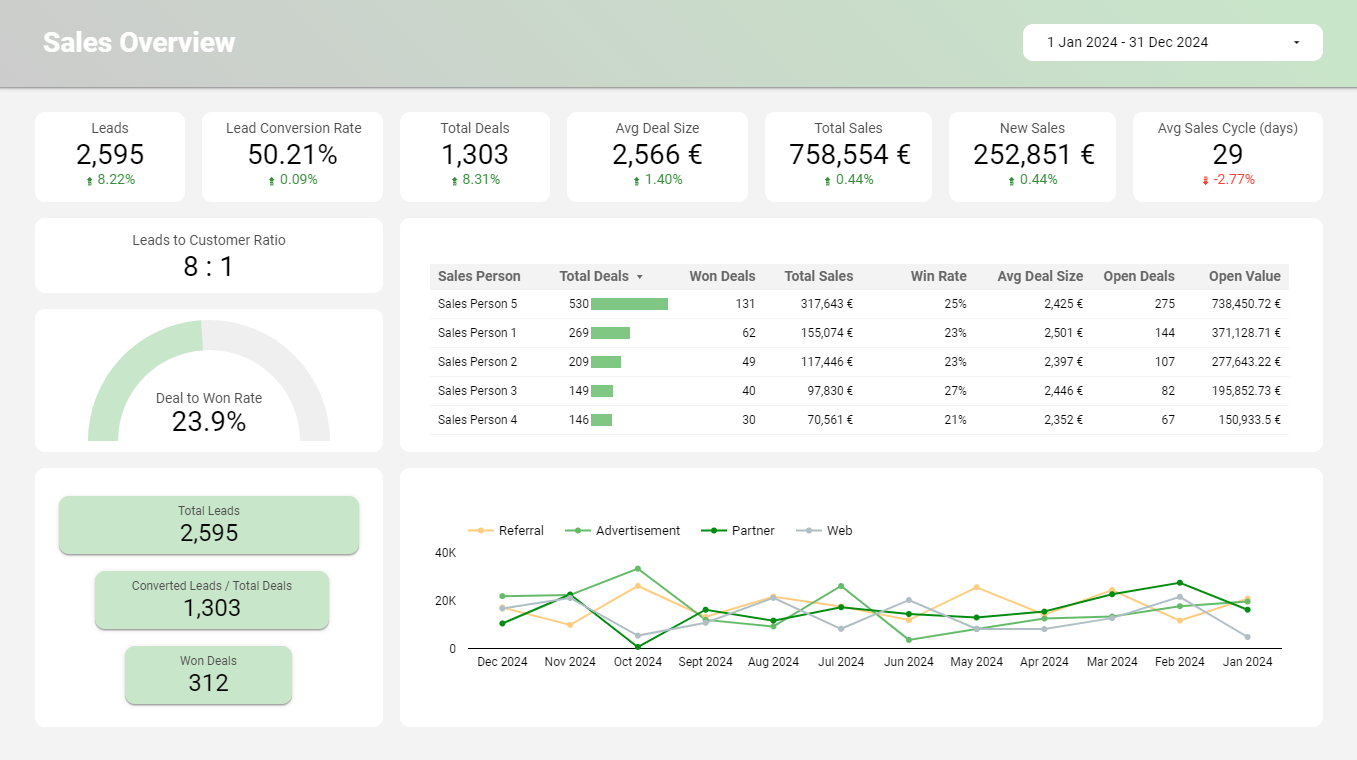 Sales Overview
1 Jan 2024 - 31 Dec 2024
Leads
2,595
8.22%
Lead Conversion Rate
50.21%
0.09%
Total Deals
1,303
8.31%
Avg Deal Size
2,566 €
1.40%
Total Sales
758,554 €
0.44%
New Sales
252,851 €
0.44%
Avg Sales Cycle (days)
29
-2.77%
Leads to Customer Ratio
8 : 1
Deal to Won Rate
23.9%
Sales Person Total Deals Won Deals Total Sales Win Rate Avg Deal Size Open Deals Open Value
Sales Person 5 530 131 317,643 € 25% 2,425 € 275 738,450.72 €
Sales Person 1 269 62 155,074 € 23% 2,501 € 144 371,128.71 €
Sales Person 2 209 49 117,446 € 23% 2,397 € 107 277,643.22 €
Sales Person 3 149 40 97,830 € 27% 2,446 € 82 195,852.73 €
Sales Person 4 146 30 70,561 € 21% 2,352 € 67 150,933.5 €
Total Leads
2,595
Converted Leads / Total Deals
1,303
Won Deals
312
Referral Advertisement Partner Web
40K
20K
0
Dec 2024 Nov 2024 Oct 2024 Sept 2024 Aug 2024 Jul 2024 Jun 2024 May 2024 Apr 2024 Mar 2024 Feb 2024 Jan 2024